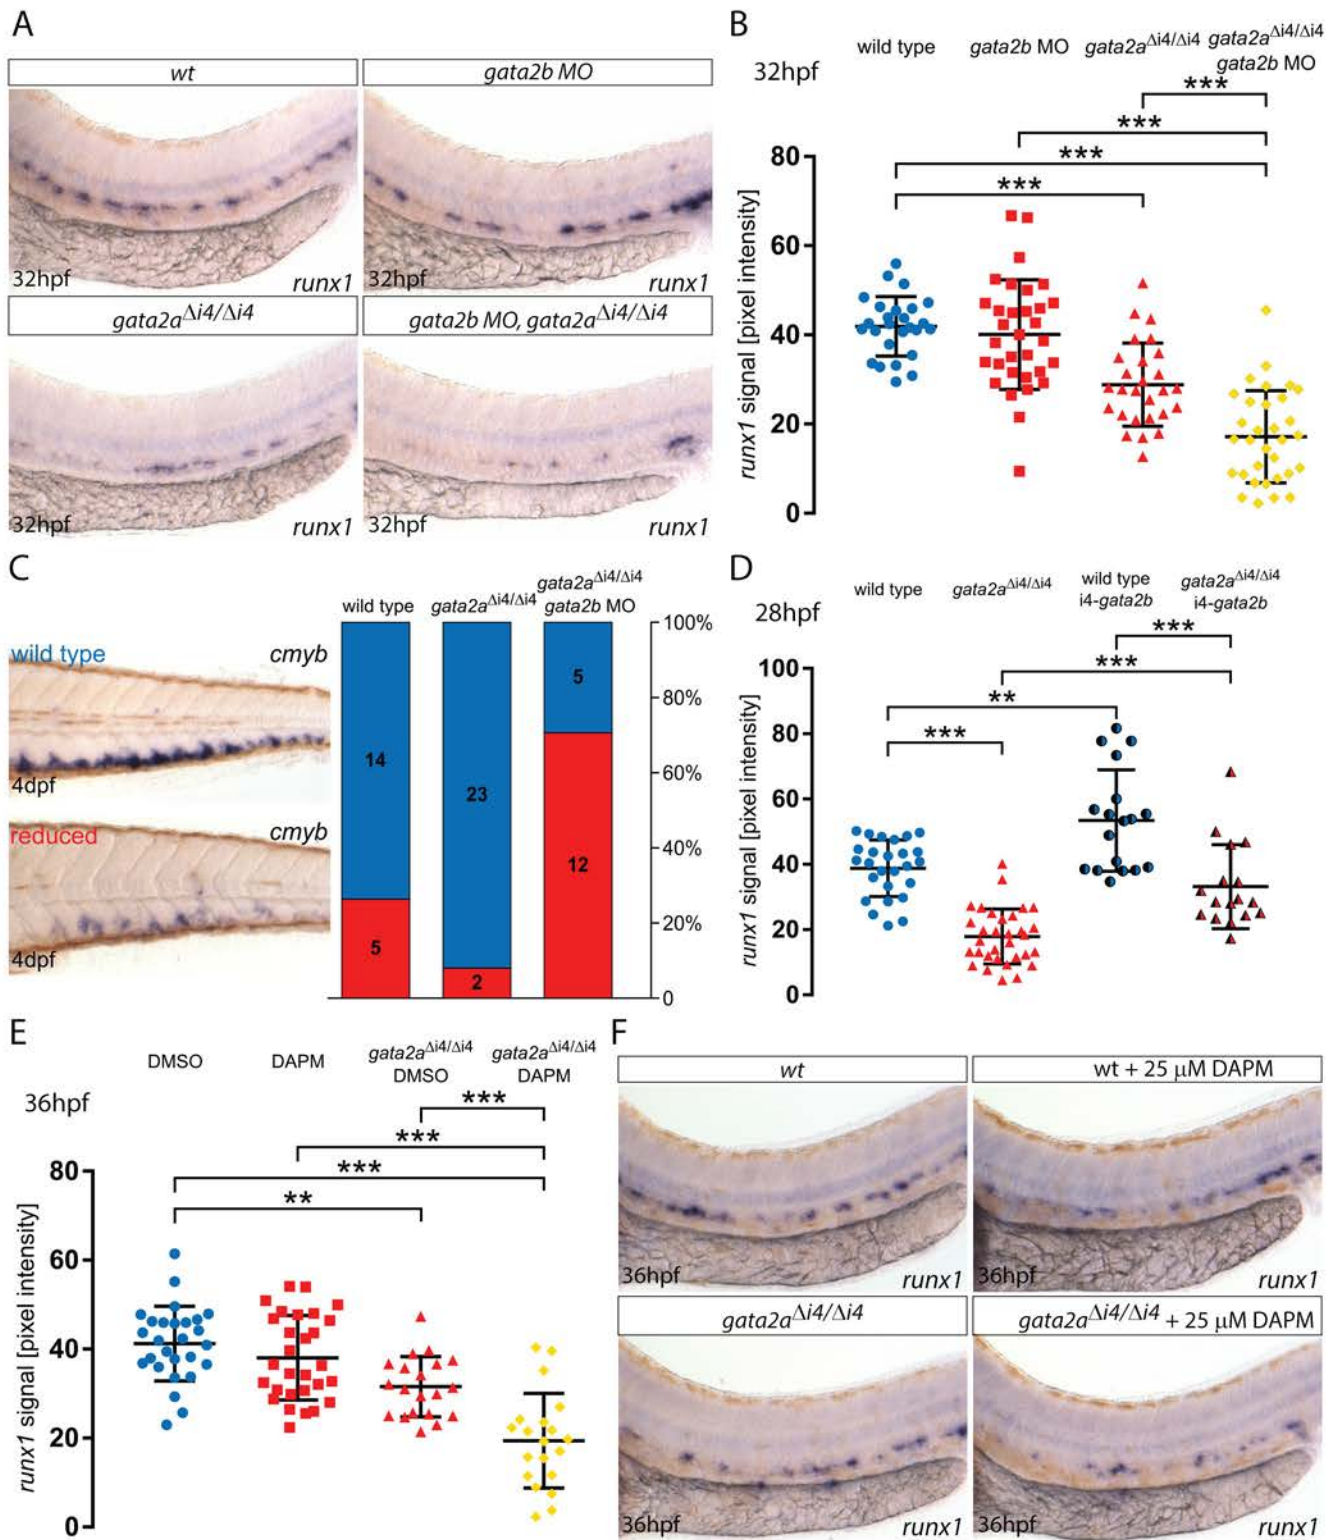 A
wt
gata2b MO
32hpf
runx1
32hpf
runx1
gata2aΔi4/Δi4
gata2b MO, gata2aΔi4/Δi4
32hpf
runx1
32hpf
runx1
B
32hpf
wild type
gata2b MO
gata2aΔi4/Δi4
gata2aΔi4/Δi4
gata2b MO
***
***
***
***
runx1 signal [pixel intensity]
80
60
40
20
0
C
wild type
cmyb
4dpf
reduced
cmyb
4dpf
wild type
gata2aΔi4/Δi4
gata2aΔi4/Δi4
gata2b MO
14
5
23
2
5
12
100%
80%
60%
40%
20%
0
D
28hpf
wild type
gata2aΔi4/Δi4
wild type
i4-gata2b
gata2aΔi4/Δi4
i4-gata2b
***
***
**
***
runx1 signal [pixel intensity]
100
80
60
40
20
0
E
36hpf
DMSO
DAPM
gata2aΔi4/Δi4
DMSO
gata2aΔi4/Δi4
DAPM
***
***
***
**
runx1 signal [pixel intensity]
80
60
40
20
0
F
wt
wt + 25 μM DAPM
36hpf
runx1
36hpf
runx1
gata2aΔi4/Δi4
gata2aΔi4/Δi4 + 25 μM DAPM
36hpf
runx1
36hpf
runx1